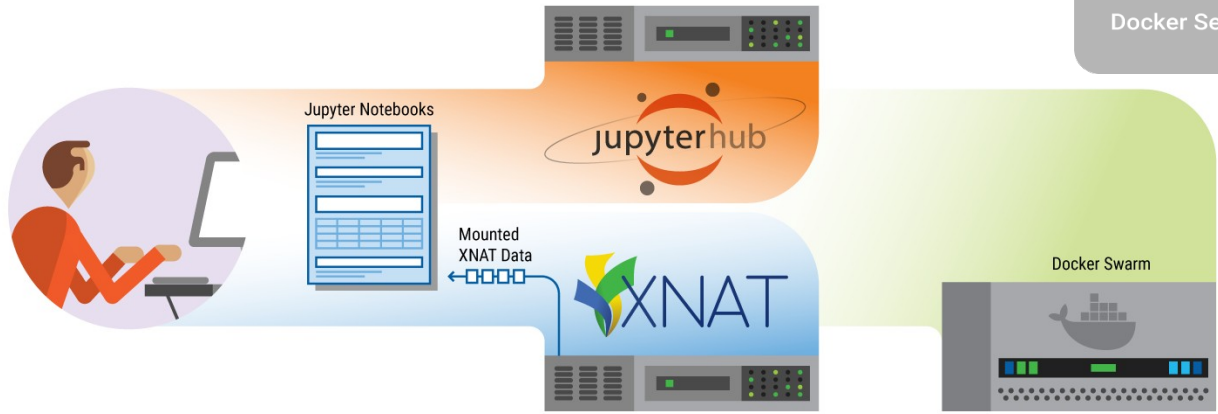 Docker Se
Jupyter Notebooks
jupyterhub
Mounted
XNAT Data
XNAT
Docker Swarm